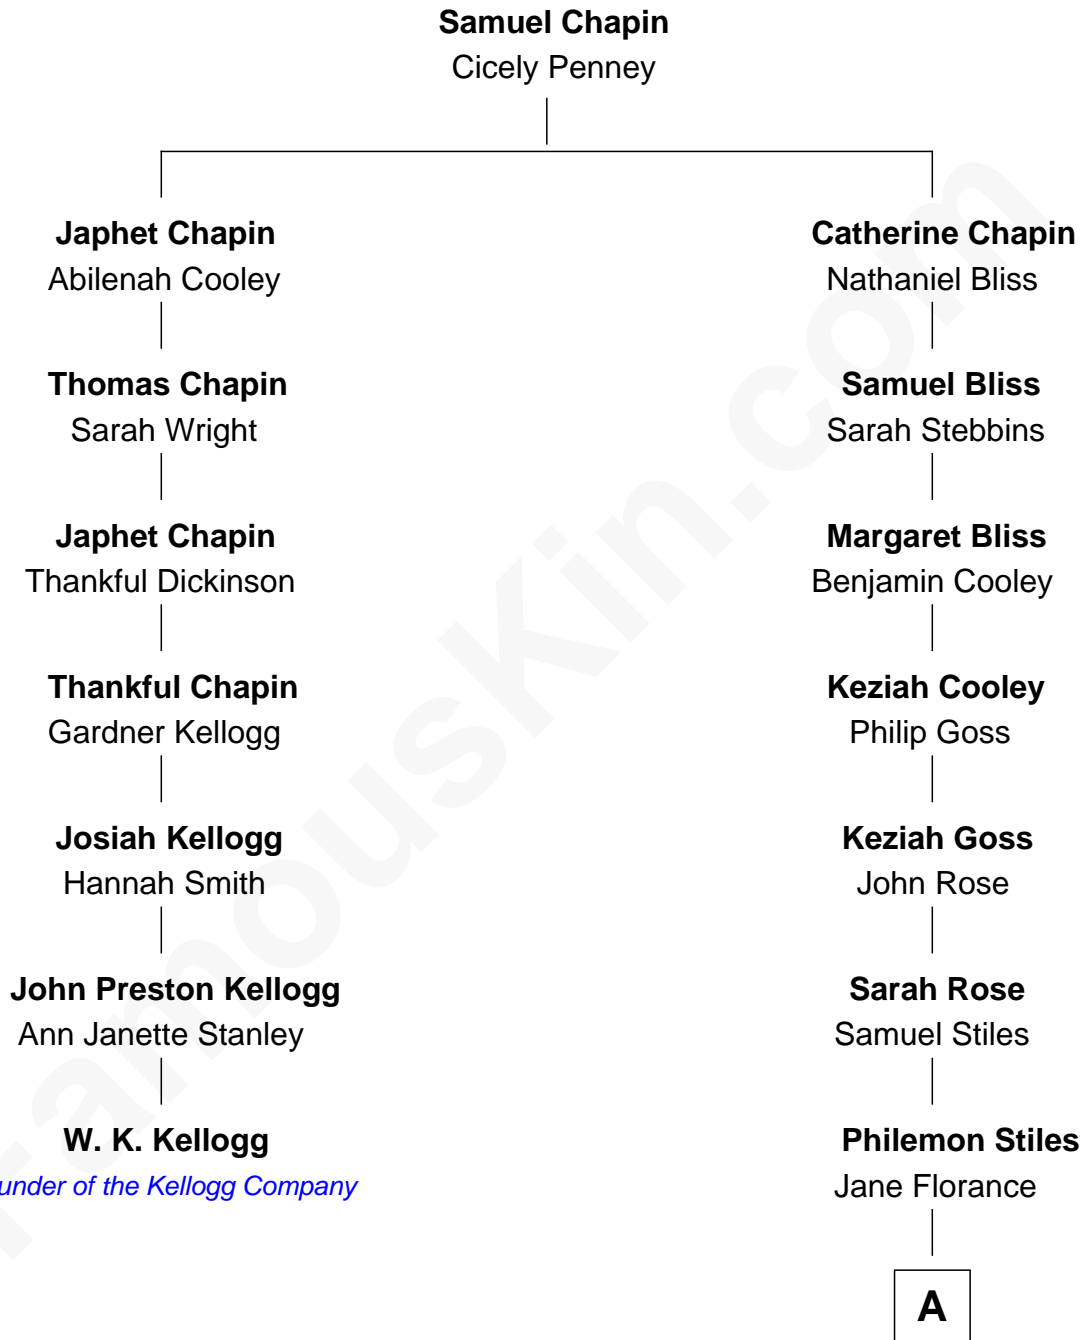 Samuel Chapin
Cicely Penney
Japhet Chapin
Abilenah Cooley
Catherine Chapin
Nathaniel Bliss
Thomas Chapin
Sarah Wright
Samuel Bliss
Sarah Stebbins
Japhet Chapin
Thankful Dickinson
Margaret Bliss
Benjamin Cooley
Thankful Chapin
Gardner Kellogg
Keziah Cooley
Philip Goss
Josiah Kellogg
Hannah Smith
Keziah Goss
John Rose
John Preston Kellogg
Ann Janette Stanley
Sarah Rose
Samuel Stiles
W. K. Kellogg
under of the Kellogg Company
Philemon Stiles
Jane Florance
A
FamousKin.com